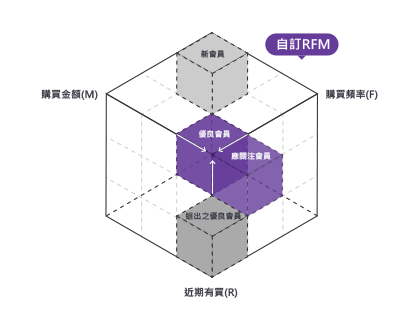 自訂RFM
新會員
購買金額(M)
購買頻率(F)
優良會員
應關注會員
退出之優良會員
近期有買(R)